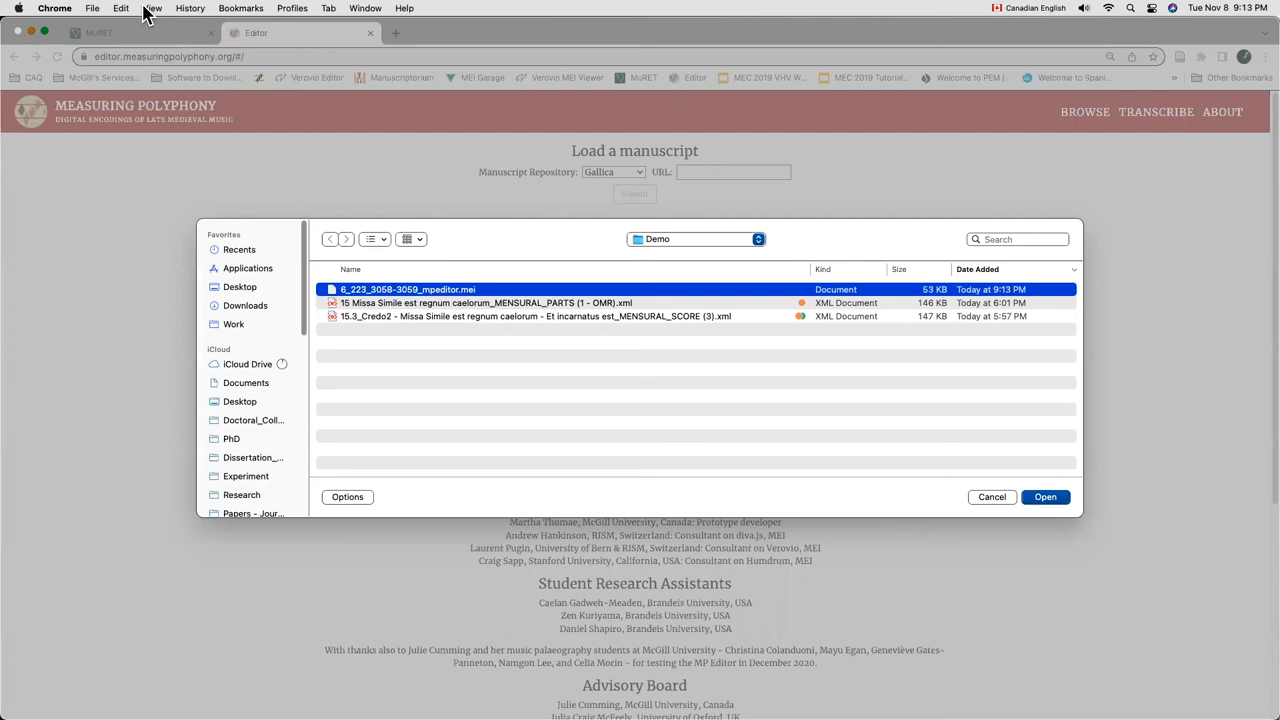 Chrome File Edit View History Bookmarks Profiles Tab Window Help Canadian English Tue Nov 8 9:13 PM
MuRET Editor
editor.measuringpolyphony.org/#/
CAQ McGill's Services... Software to Downl... Verovio Editor Manuscriptorium MEI Garage Verovio MEI Viewer MuRET Editor MEC 2019 VHV W... MEC 2019 Tutorial... Welcome to PEM |... Welcome to Spani... » Other Bookmarks
MEASURING POLYPHONY
DIGITAL ENCODINGS OF LATE MEDIEVAL MUSIC
BROWSE TRANSCRIBE ABOUT
Load a manuscript
Manuscript Repository: Gallica URL:
Submit
Favorites
Recents
Applications
Desktop
Downloads
Work
iCloud
iCloud Drive
Documents
Desktop
Doctoral_Coll...
PhD
Dissertation_...
Experiment
Research
Papers - Jour...
Demo
Search
Name Kind Size Date Added
6_223_3058-3059_mpeditor.mei Document 53 KB Today at 9:13 PM
15 Missa Simile est regnum caelorum_MENSURAL_PARTS (1 - OMR).xml XML Document 146 KB Today at 6:01 PM
15.3_Credo2 - Missa Simile est regnum caelorum - Et incarnatus est_MENSURAL_SCORE (3).xml XML Document 147 KB Today at 5:57 PM
Options Cancel Open
Martha Thomae, McGill University, Canada: Prototype developer
Andrew Hankinson, RISM, Switzerland: Consultant on diva.js, MEI
Laurent Pugin, University of Bern & RISM, Switzerland: Consultant on Verovio, MEI
Craig Sapp, Stanford University, California, USA: Consultant on Humdrum, MEI
Student Research Assistants
Caelan Gadweh-Meaden, Brandeis University, USA
Zen Kuriyama, Brandeis University, USA
Daniel Shapiro, Brandeis University, USA
With thanks also to Julie Cumming and her music palaeography students at McGill University - Christina Colanduoni, Mayu Egan, Geneviève Gates-
Panneton, Namgon Lee, and Cella Morin - for testing the MP Editor in December 2020.
Advisory Board
Julie Cumming, McGill University, Canada
Julia Craig McFeely, University of Oxford, UK